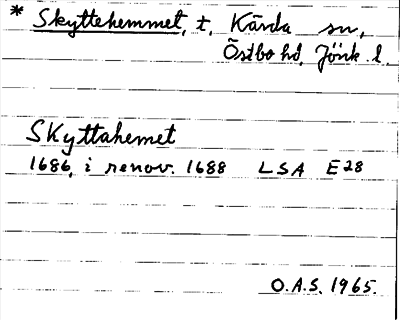 * Skyttehemmet, t. Kärda sn,
Östbo hd, Jönk. l.
Skyttahemet
1686, i renov. 1688 LSA E28
O.A.S. 1965.